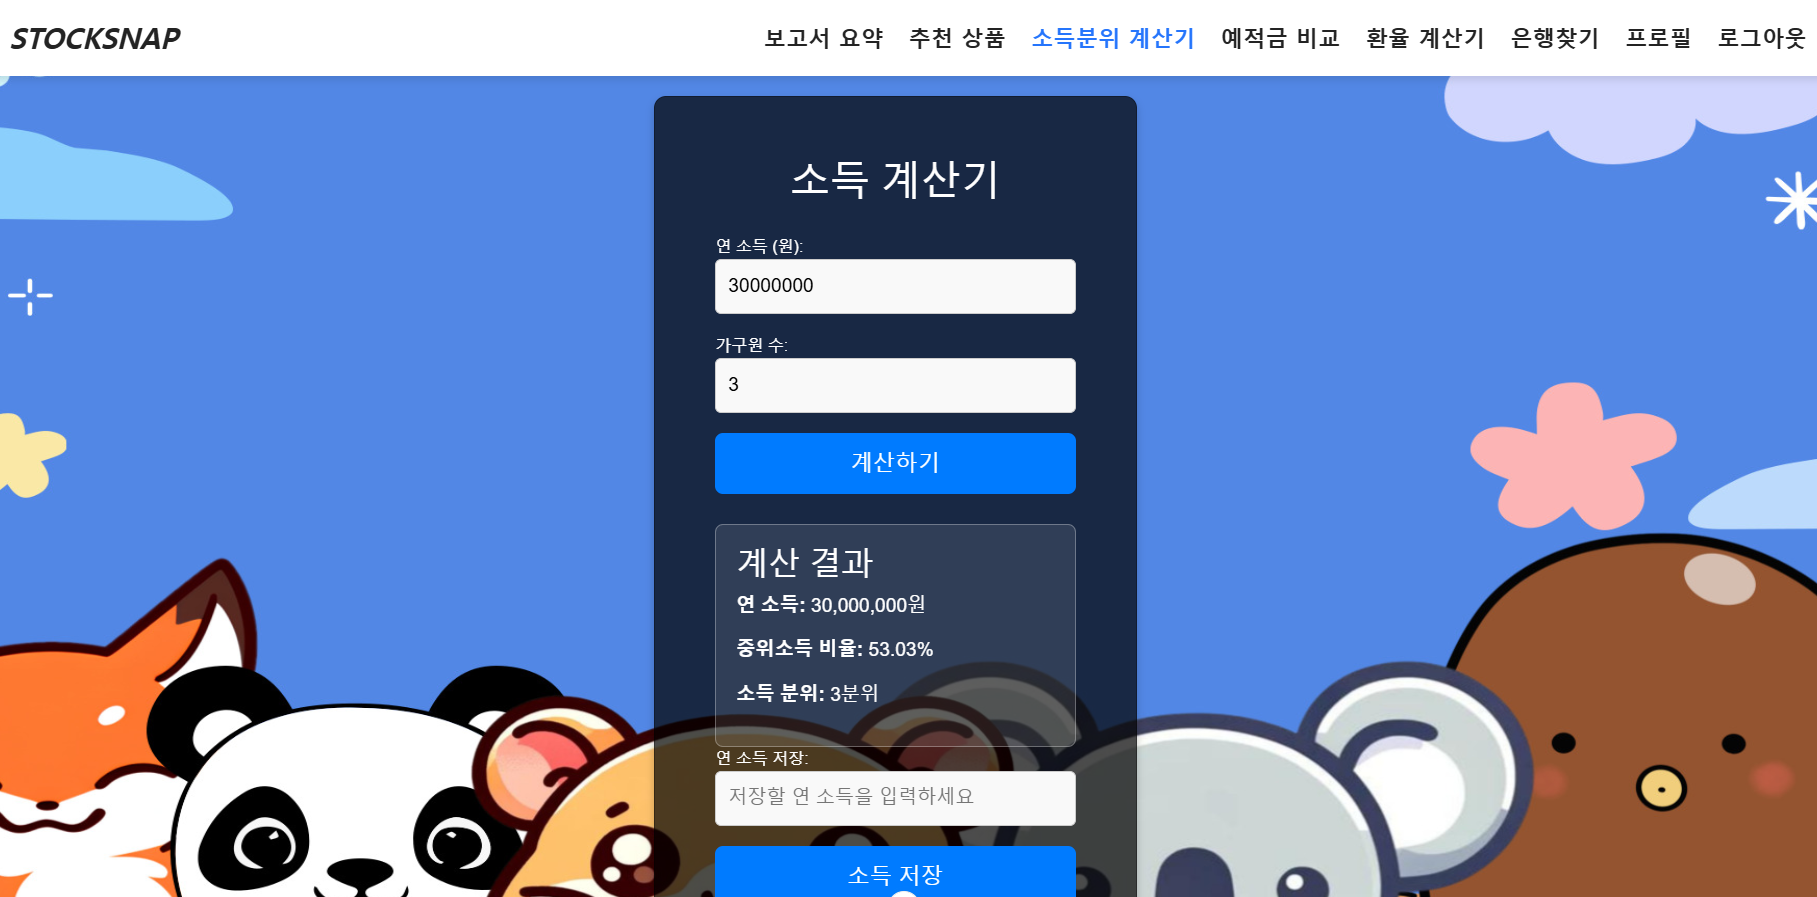 STOCKSNAP
보고서 요약 추천 상품 소득분위 계산기 예적금 비교 환율 계산기 은행찾기 프로필 로그아웃
소득 계산기
연 소득 (원):
30000000
가구원 수:
3
계산하기
계산 결과
연 소득: 30,000,000원
중위소득 비율: 53.03%
소득 분위: 3분위
연 소득 저장:
저장할 연 소득을 입력하세요
소득 저장